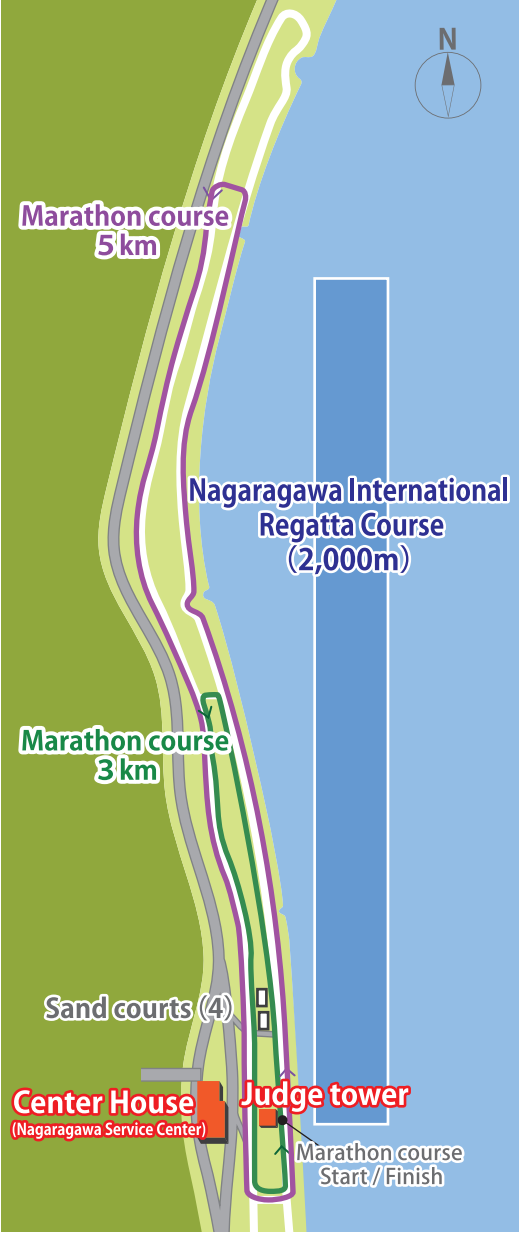 N
Marathon course
5 km
Nagaragawa International
Regatta Course
(2,000m)
Marathon course
3 km
Sand courts (4)
Center House
(Nagaragawa Service Center)
Judge tower
Marathon course
Start / Finish